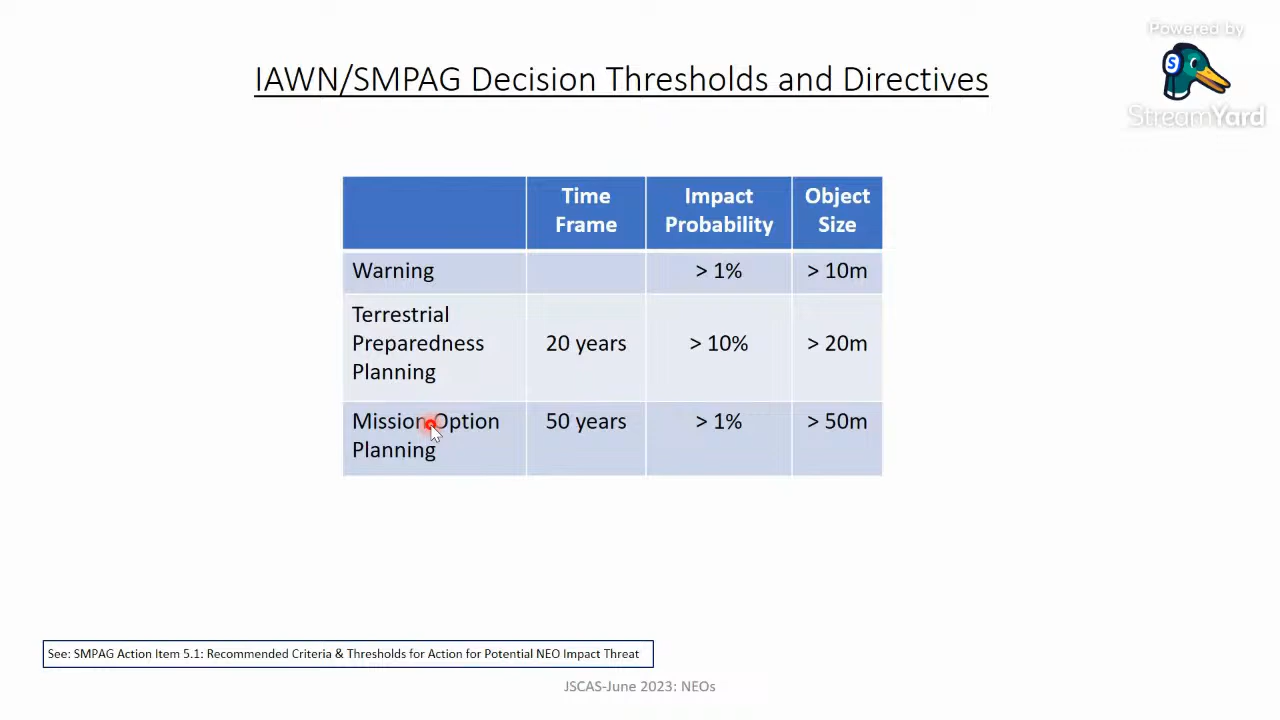 Powered by
StreamYard
IAWN/SMPAG Decision Thresholds and Directives
Time Frame
Impact Probability
Object Size
Warning
> 1%
> 10m
Terrestrial
Preparedness
Planning
20 years
> 10%
> 20m
Mission Option
Planning
50 years
> 1%
> 50m
See: SMPAG Action Item 5.1: Recommended Criteria & Thresholds for Action for Potential NEO Impact Threat
JSCAS-June 2023: NEOs